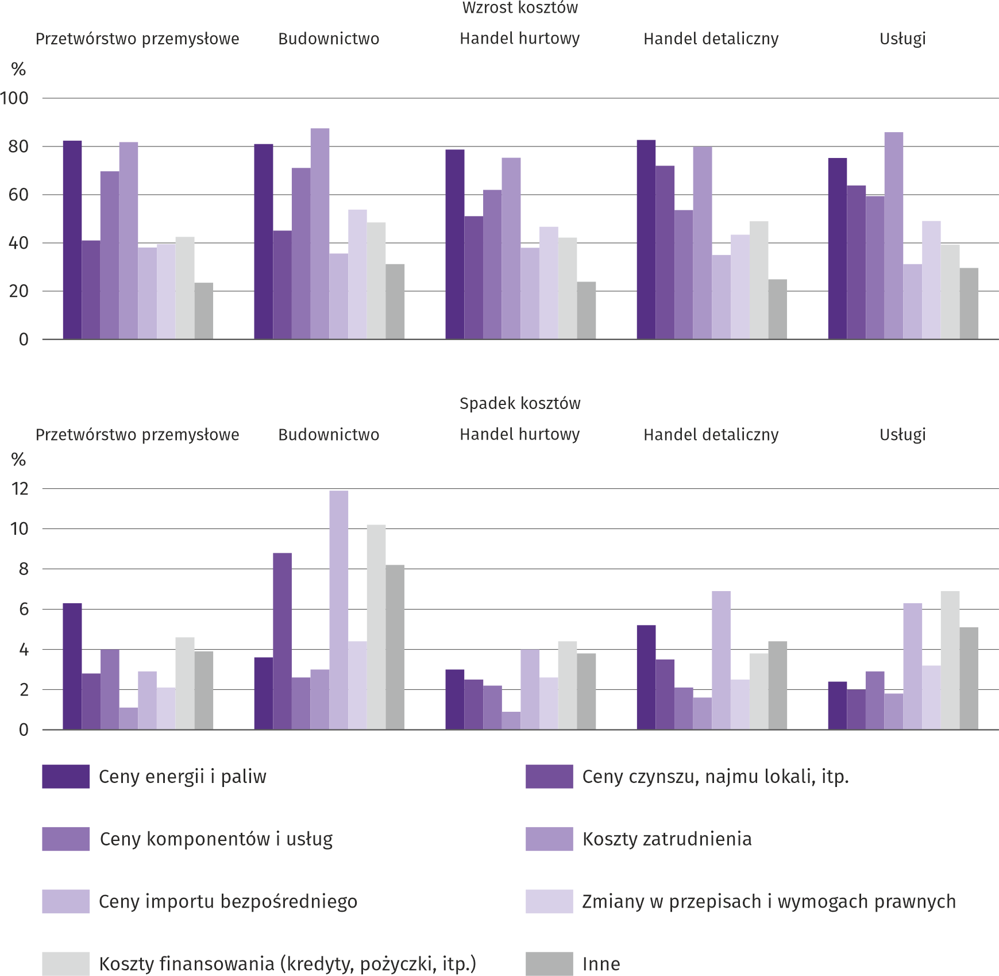 Wzrost kosztów
Przetwórstwo przemysłowe Budownictwo Handel hurtowy Handel detaliczny Usługi
%
100
80
60
40
20
0
Spadek kosztów
Przetwórstwo przemysłowe Budownictwo Handel hurtowy Handel detaliczny Usługi
%
12
10
8
6
4
2
0
Ceny energii i paliw Ceny czynszu, najmu lokali, itp.
Ceny komponentów i usług Koszty zatrudnienia
Ceny importu bezpośredniego Zmiany w przepisach i wymogach prawnych
Koszty finansowania (kredyty, pożyczki, itp.) Inne